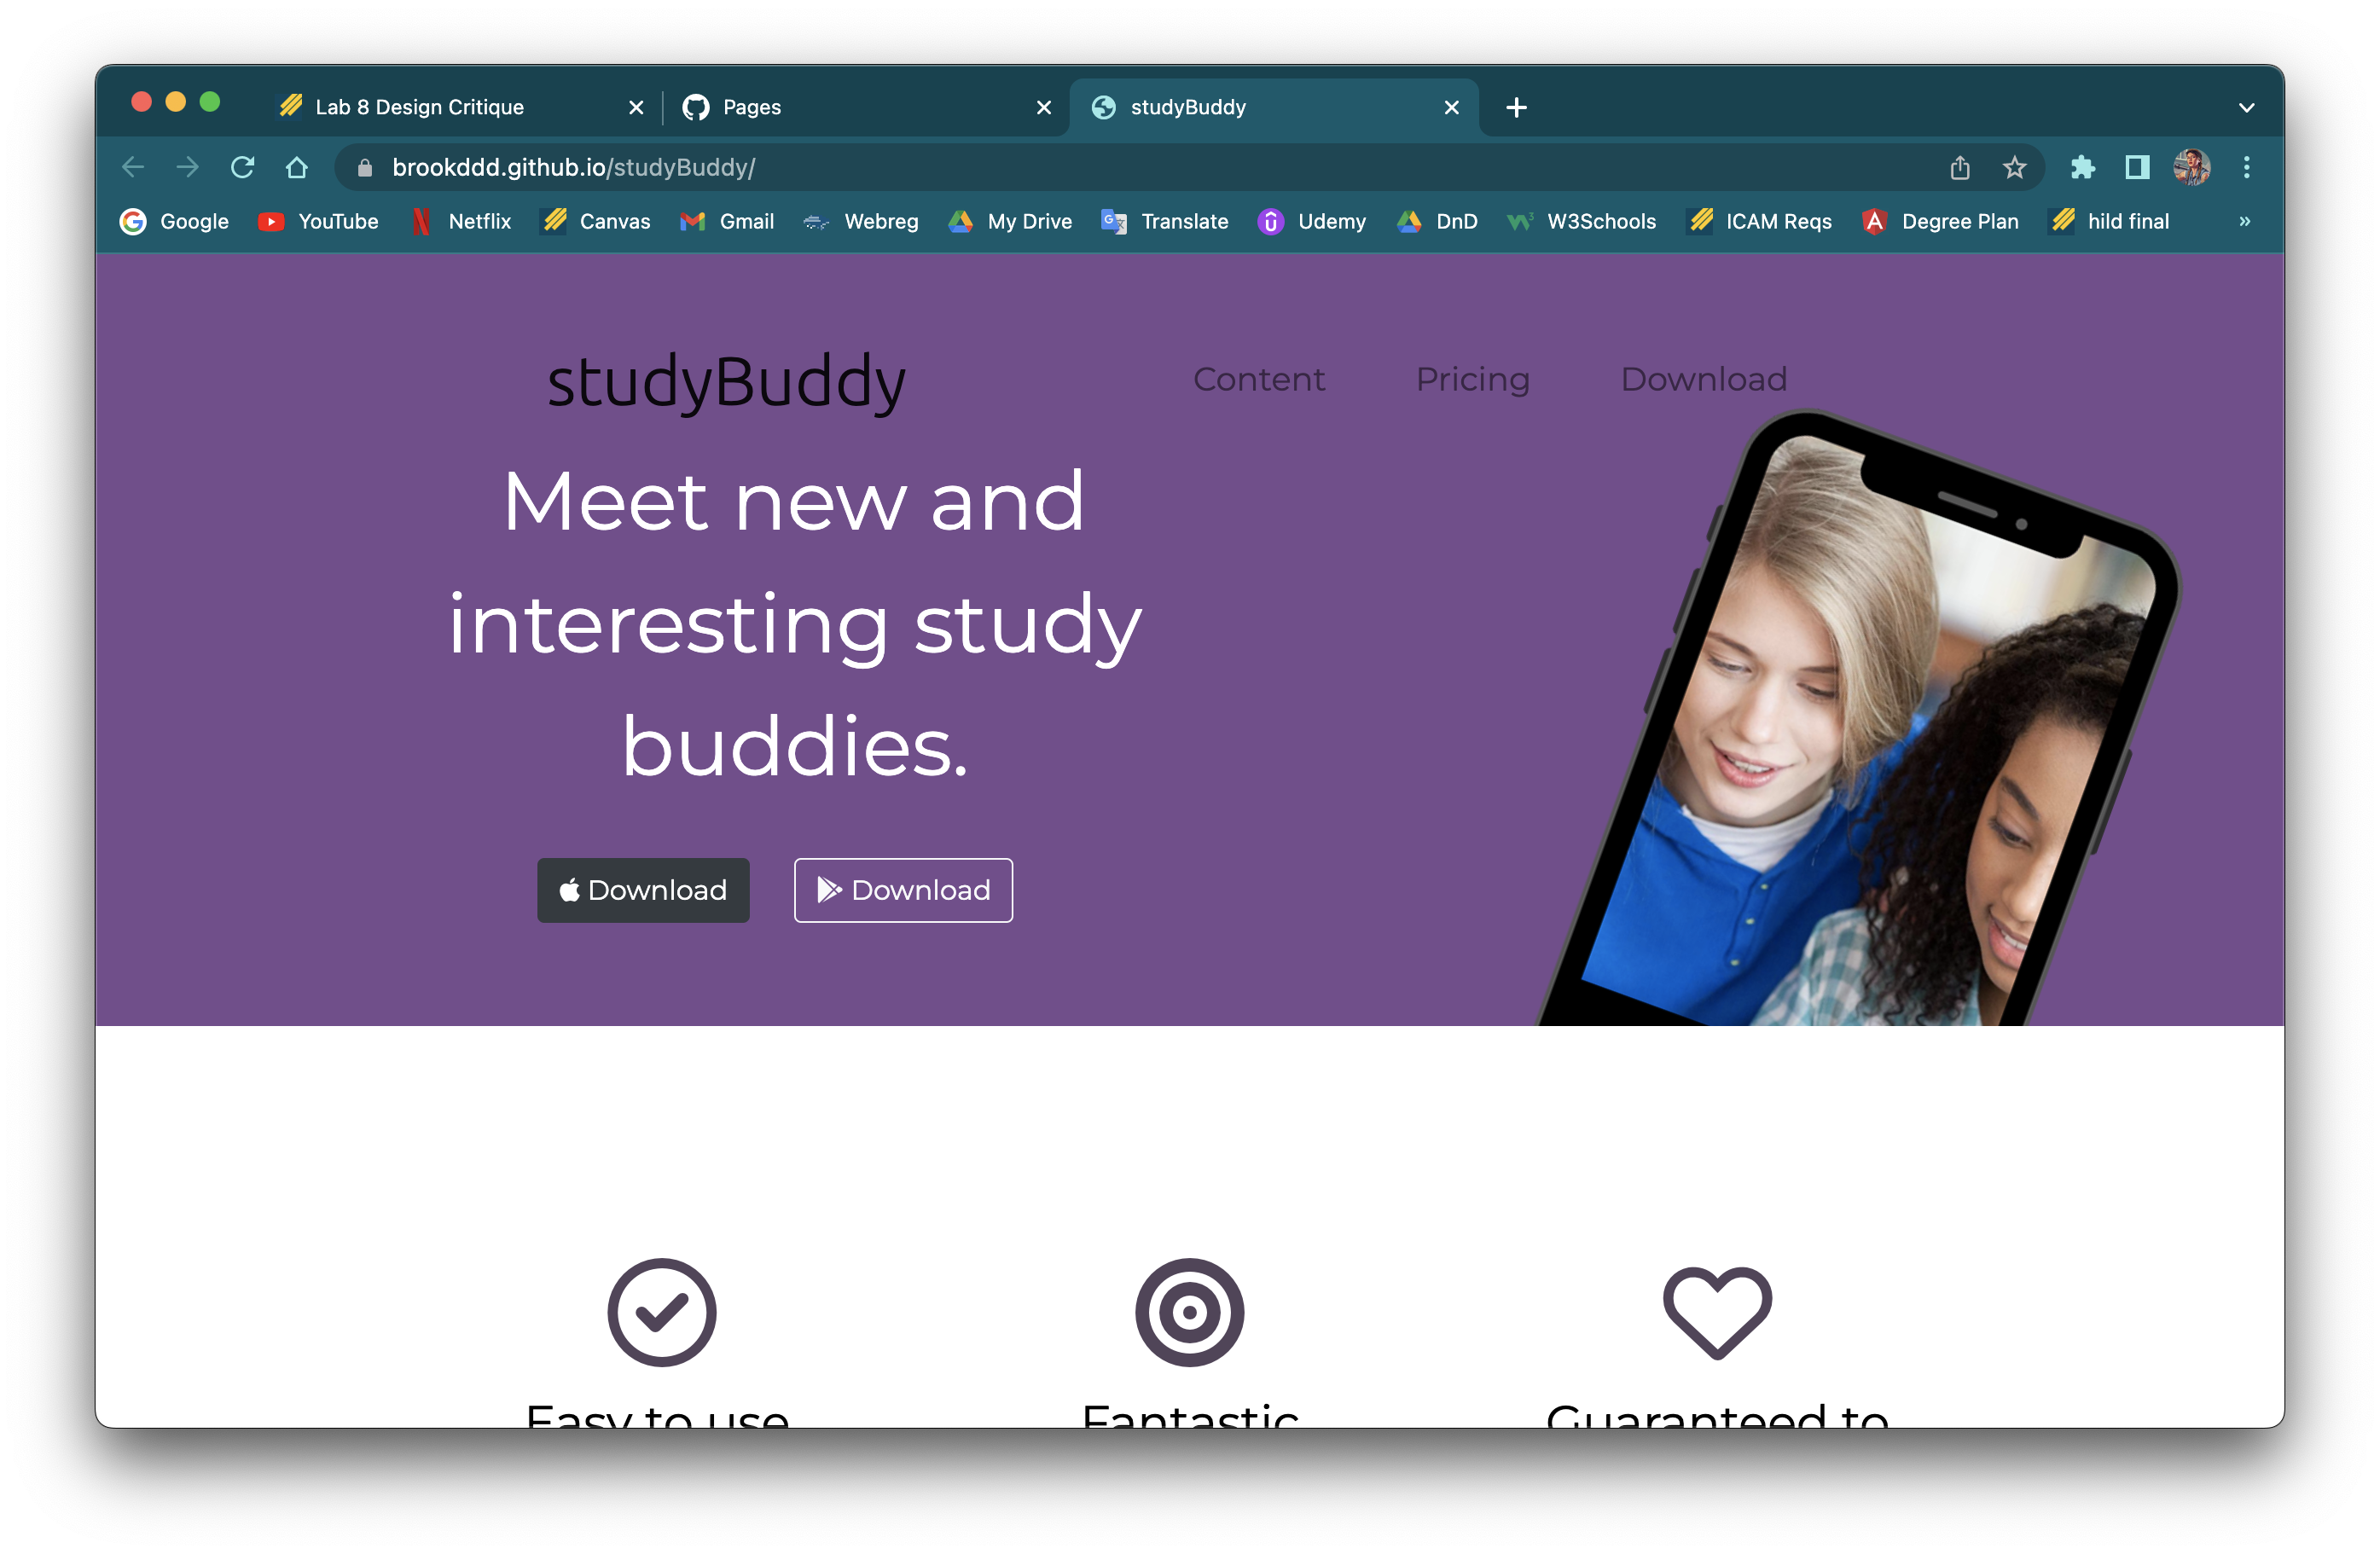 Lab 8 Design Critique
Pages
studyBuddy
brookddd.github.io/studyBuddy/
Google YouTube Netflix Canvas Gmail Webreg My Drive Translate Udemy DnD W3Schools ICAM Reqs Degree Plan hild final »
studyBuddy
Content Pricing Download
Meet new and
interesting study
buddies.
Download Download
Easy to use
Fantastic
Guaranteed to